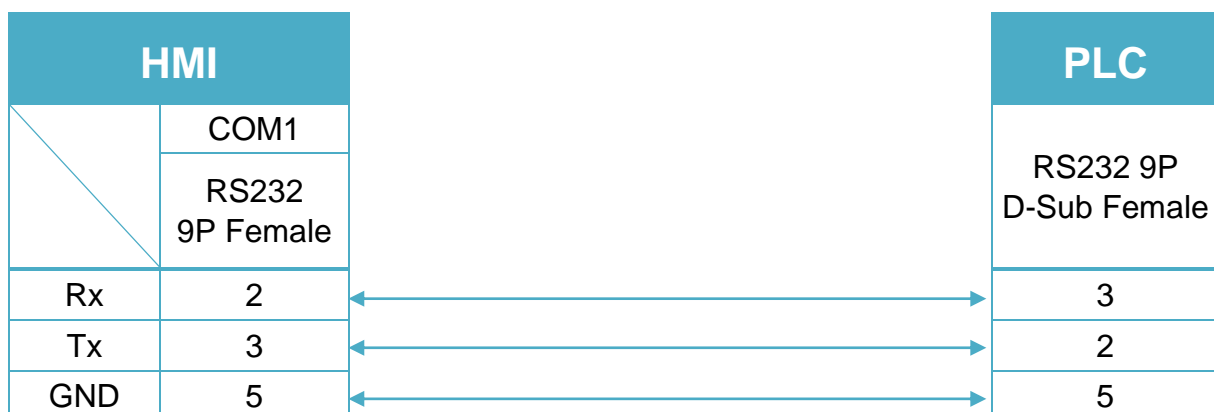 HMI PLC
COM1
RS232
9P Female
RS232 9P
D-Sub Female
Rx 2 3
Tx 3 2
GND 5 5